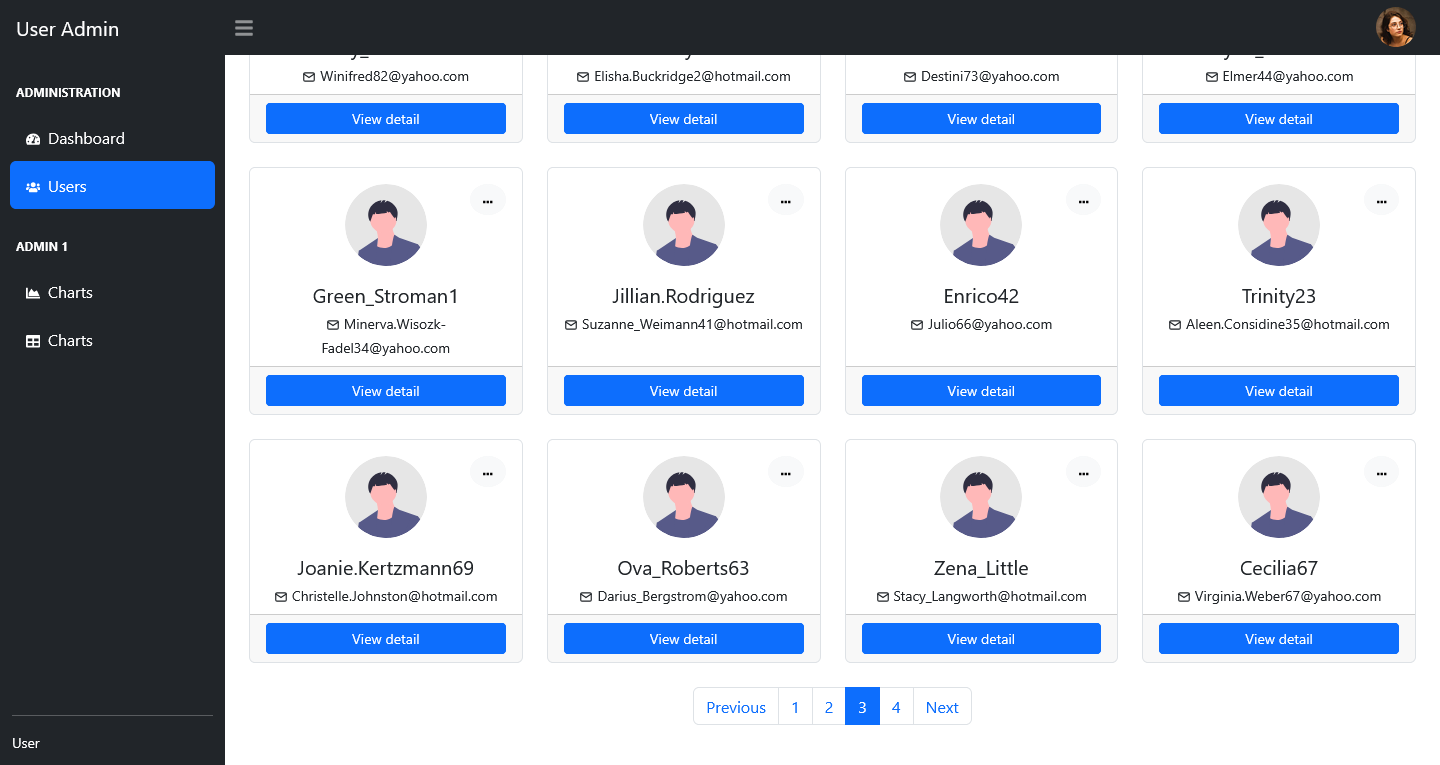 User Admin
ADMINISTRATION
Dashboard
Users
ADMIN 1
Charts
Charts
User
Winifred82@yahoo.com
Elisha.Buckridge2@hotmail.com
Destini73@yahoo.com
Elmer44@yahoo.com
View detail
View detail
View detail
View detail
...
...
...
...
Green_Stroman1
Minerva.Wisozk-
Fadel34@yahoo.com
Jillian.Rodriguez
Suzanne_Weimann41@hotmail.com
Enrico42
Julio66@yahoo.com
Trinity23
Aleen.Considine35@hotmail.com
View detail
View detail
View detail
View detail
...
...
...
...
Joanie.Kertzmann69
Christelle.Johnston@hotmail.com
Ova_Roberts63
Darius_Bergstrom@yahoo.com
Zena_Little
Stacy_Langworth@hotmail.com
Cecilia67
Virginia.Weber67@yahoo.com
View detail
View detail
View detail
View detail
Previous 1 2 3 4 Next